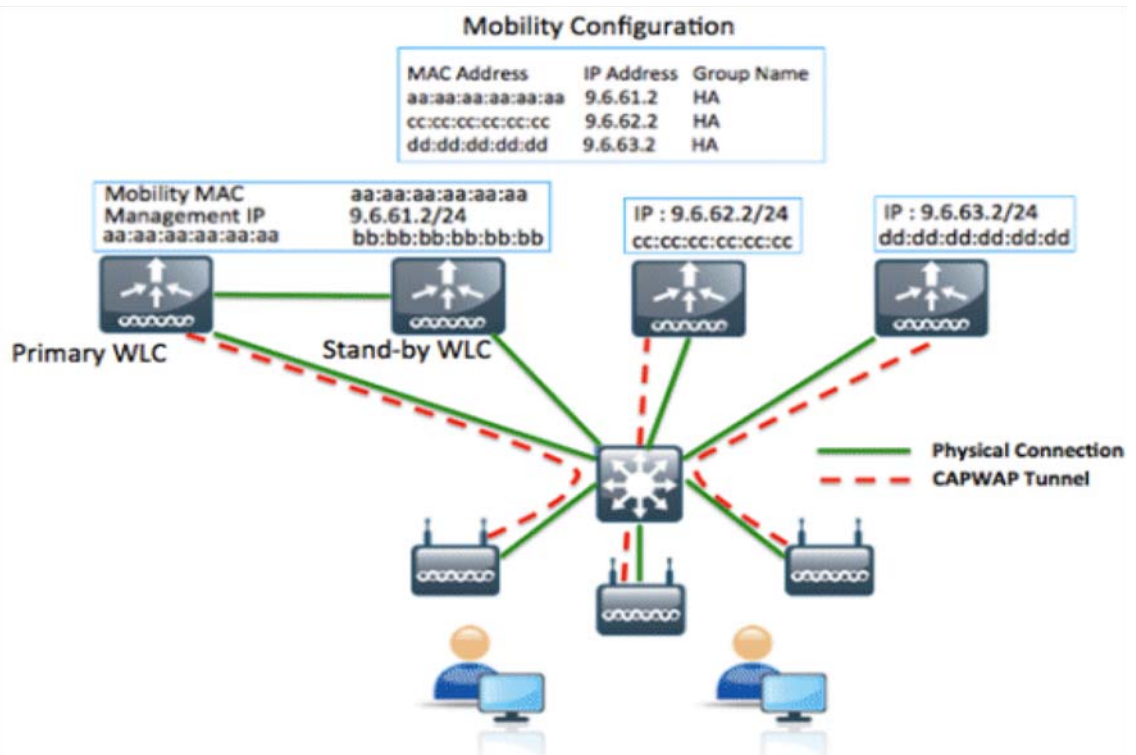 Mobility Configuration
MAC Address IP Address Group Name
aa:aa:aa:aa:aa:aa 9.6.61.2 HA
cc:cc:cc:cc:cc:cc 9.6.62.2 HA
dd:dd:dd:dd:dd 9.6.63.2 HA
Mobility MAC aa:aa:aa:aa:aa:aa
Management IP 9.6.61.2/24
aa:aa:aa:aa:aa:aa bb:bb:bb:bb:bb:bb
IP : 9.6.62.2/24
cc:cc:cc:cc:cc:cc
IP : 9.6.63.2/24
dd:dd:dd:dd:dd:dd
Primary WLC
Stand-by WLC
Physical Connection
CAPWAP Tunnel